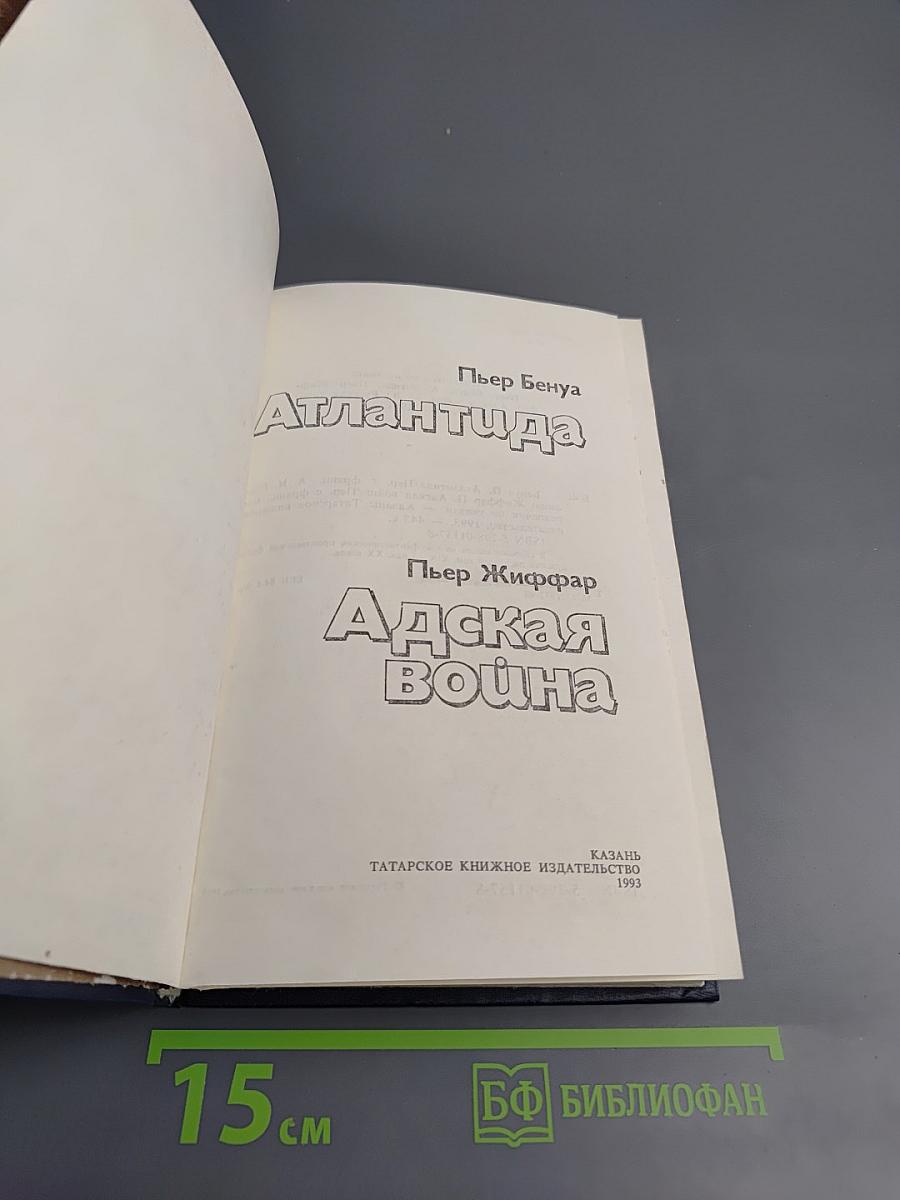 Пьер Бенуа
Атлантида
Пьер Жиффар
Адская
война
КАЗАНЬ
ТАТАРСКОЕ КНИЖНОЕ ИЗДАТЕЛЬСТВО
1993
15 см
БФ БИБЛИОФАН